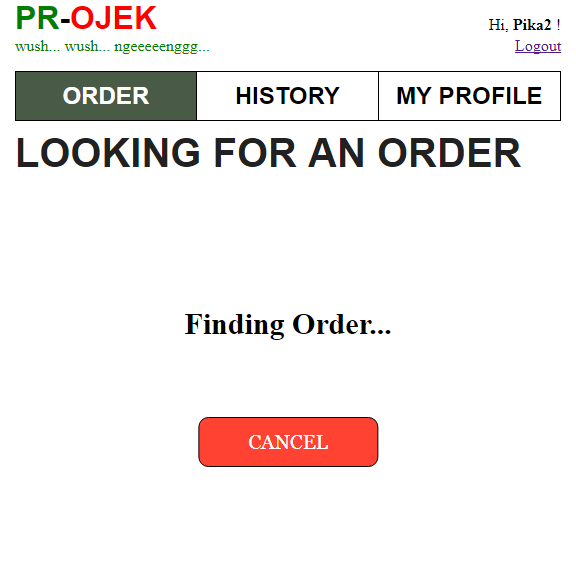 PR-OJEK
wush... wush... ngeeeeenggg...
Hi, Pika2 !
Logout
ORDER HISTORY MY PROFILE
LOOKING FOR AN ORDER
Finding Order...
CANCEL